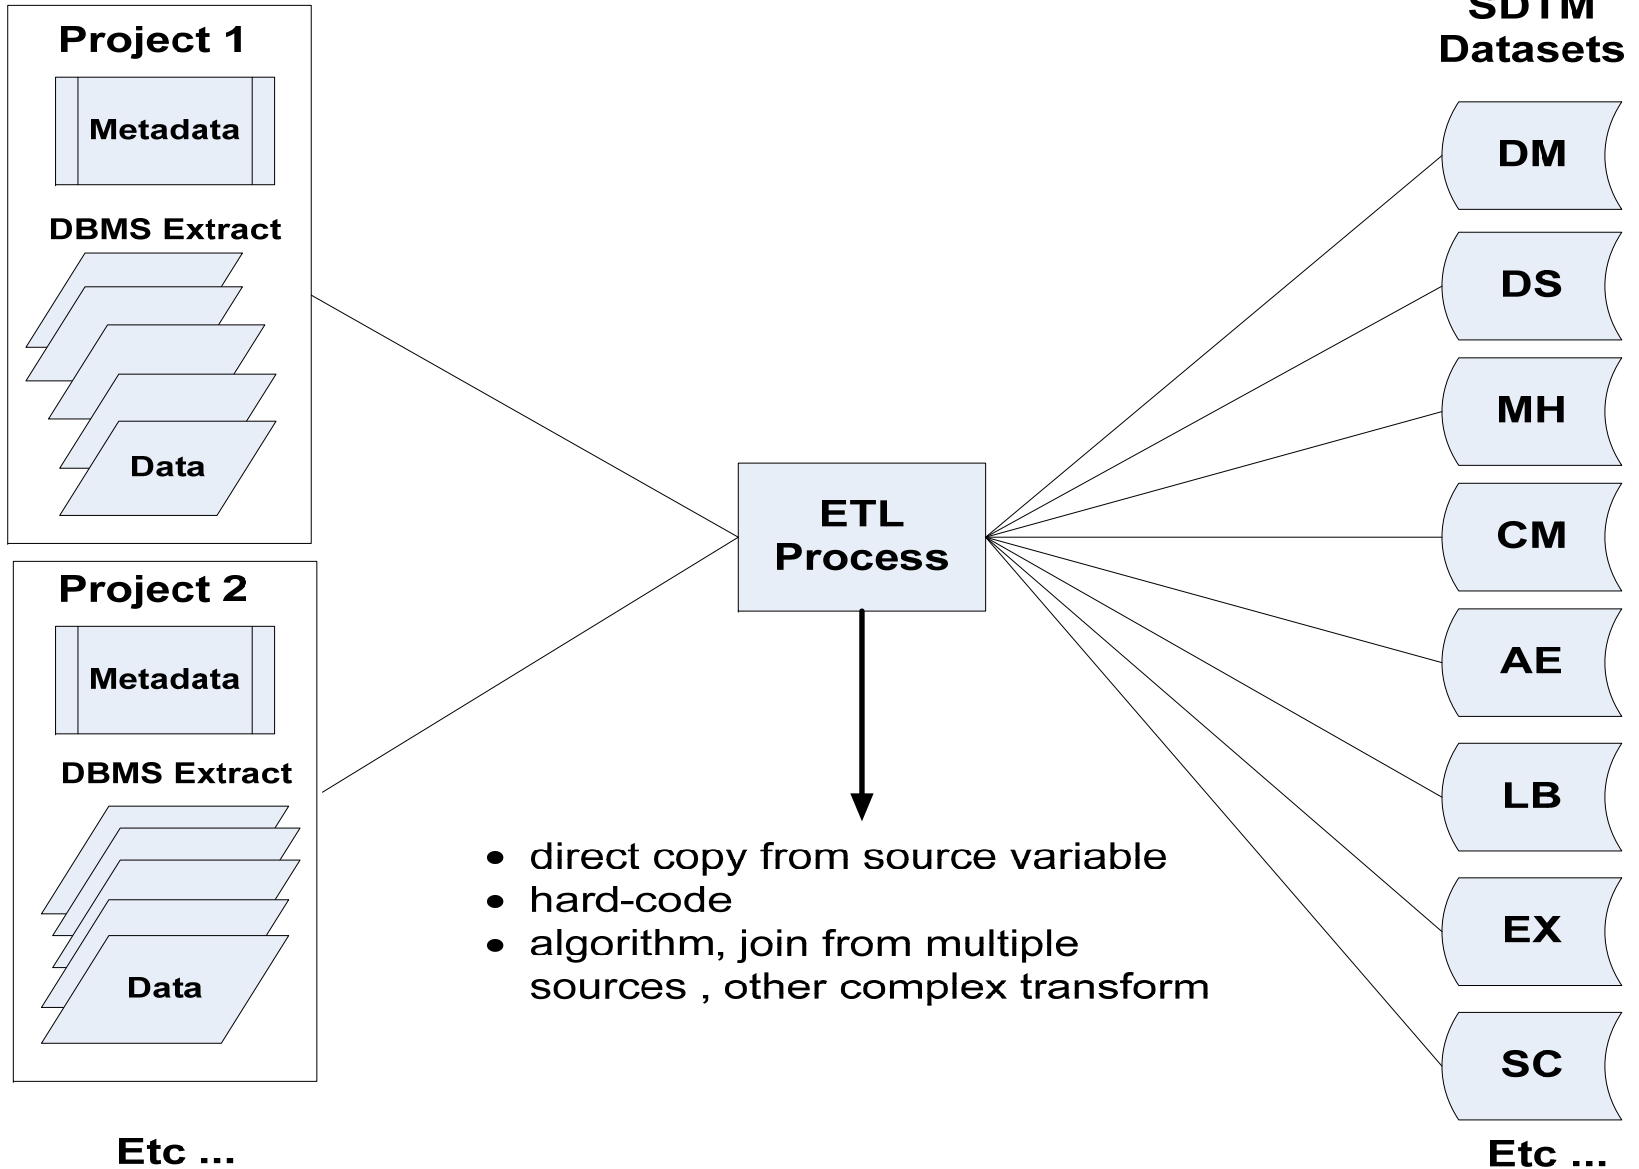 Project 1
Metadata
DBMS Extract
Data
Project 2
Metadata
DBMS Extract
Data
Etc ...
ETL
Process
• direct copy from source variable
• hard-code
• algorithm, join from multiple
sources , other complex transform
SDTM
Datasets
DM
DS
MH
CM
AE
LB
EX
SC
Etc ...